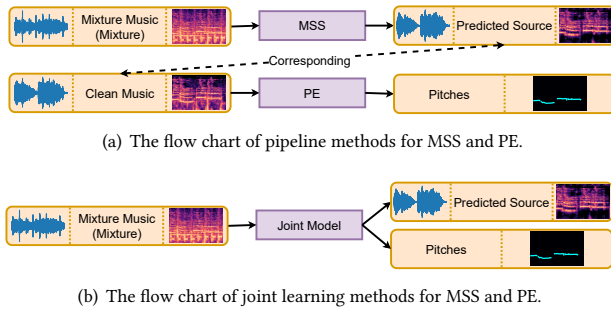 Mixture Music
(Mixture)
MSS
Predicted Source
Corresponding
Clean Music
PE
Pitches
(a) The flow chart of pipeline methods for MSS and PE.
Mixture Music
(Mixture)
Joint Model
Predicted Source
Pitches
(b) The flow chart of joint learning methods for MSS and PE.